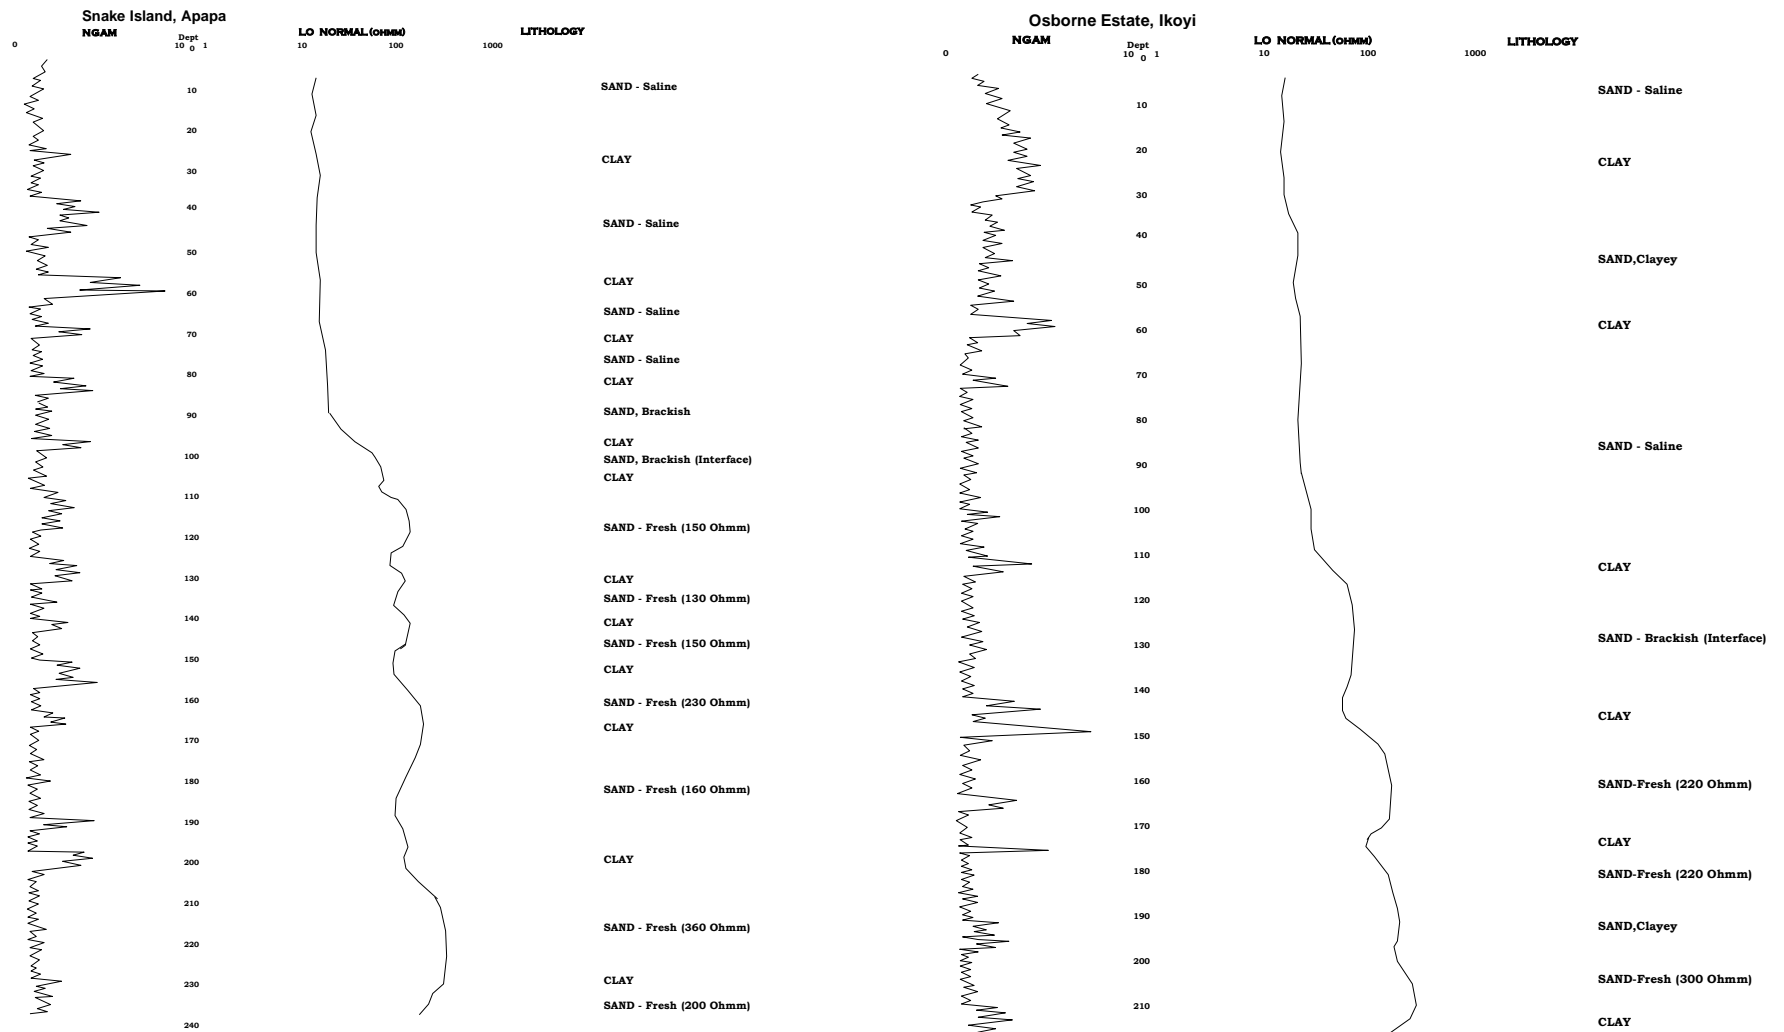 Snake Island, Apapa
NGAM
Dept
LO NORMAL (OHMM)
LITHOLOGY
0
10 0 1
10
100
1000
10
20
30
40
50
60
70
80
90
100
110
120
130
140
150
160
170
180
190
200
210
220
230
240
SAND - Saline
CLAY
SAND - Saline
CLAY
SAND - Saline
CLAY
SAND - Saline
CLAY
SAND, Brackish
CLAY
SAND, Brackish (Interface)
CLAY
SAND - Fresh (150 Ohmm)
CLAY
SAND - Fresh (130 Ohmm)
CLAY
SAND - Fresh (150 Ohmm)
CLAY
SAND - Fresh (230 Ohmm)
CLAY
SAND - Fresh (160 Ohmm)
CLAY
SAND - Fresh (360 Ohmm)
CLAY
SAND - Fresh (200 Ohmm)
Osborne Estate, Ikoyi
NGAM
Dept
LO NORMAL (OHMM)
LITHOLOGY
0
10 0 1
10
100
1000
10
20
30
40
50
60
70
80
90
100
110
120
130
140
150
160
170
180
190
200
210
SAND - Saline
CLAY
SAND,Clayey
CLAY
SAND - Saline
CLAY
SAND - Brackish (Interface)
CLAY
SAND-Fresh (220 Ohmm)
CLAY
SAND-Fresh (220 Ohmm)
SAND,Clayey
SAND-Fresh (300 Ohmm)
CLAY